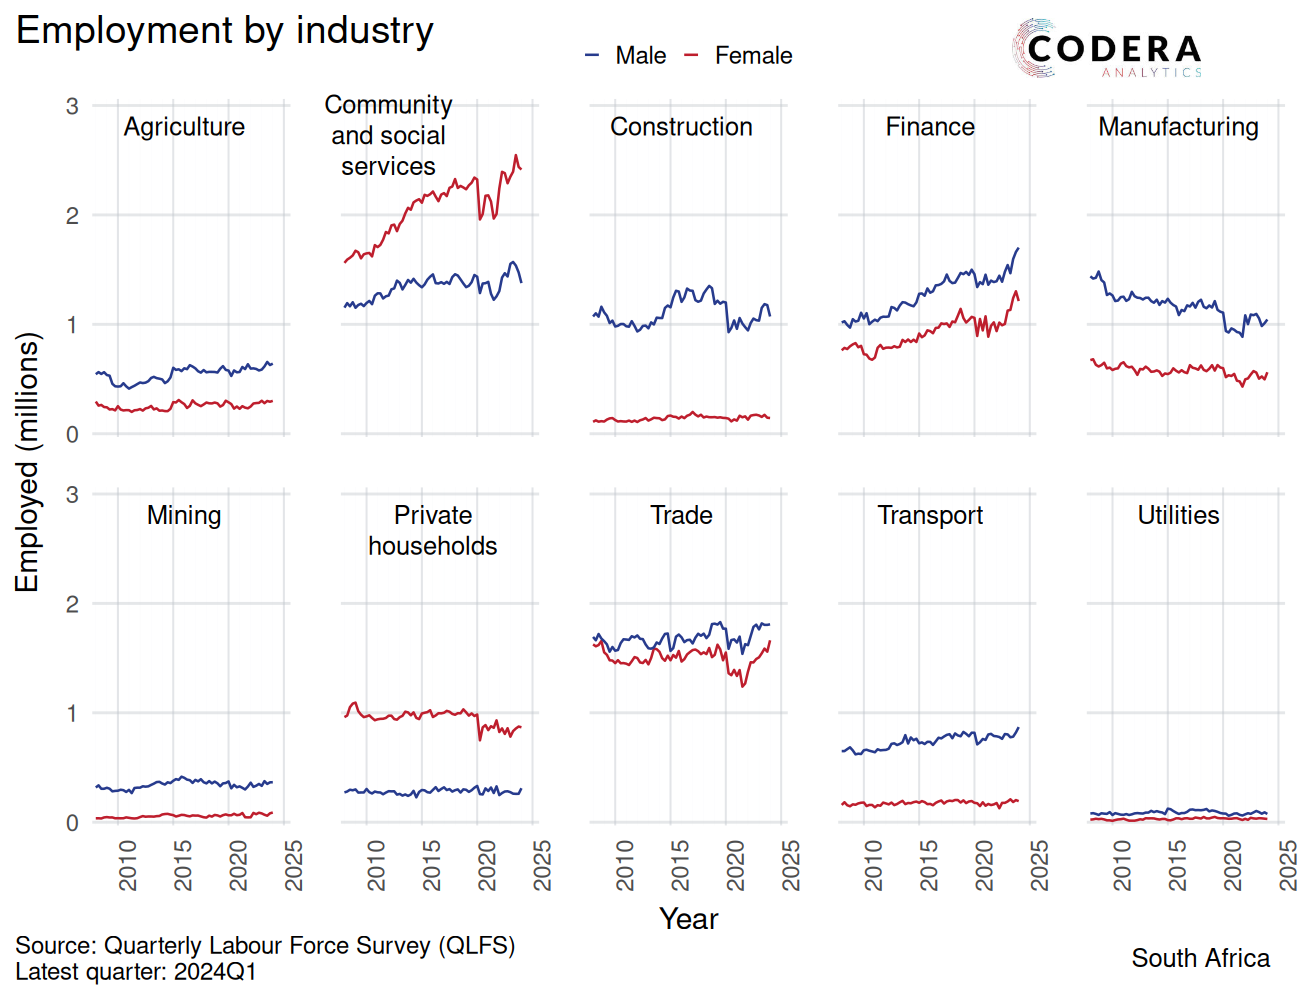 Employment by industry
Male Female
CODERA
ANALYTICS
Employed (millions)
3
2
1
0
Agriculture
Community
and social
services
Construction
Finance
Manufacturing
3
2
1
0
Mining
Private
households
Trade
Transport
Utilities
2010 2015 2020 2025 2010 2015 2020 2025 2010 2015 2020 2025 2010 2015 2020 2025 2010 2015 2020 2025
Year
Source: Quarterly Labour Force Survey (QLFS)
Latest quarter: 2024Q1
South Africa